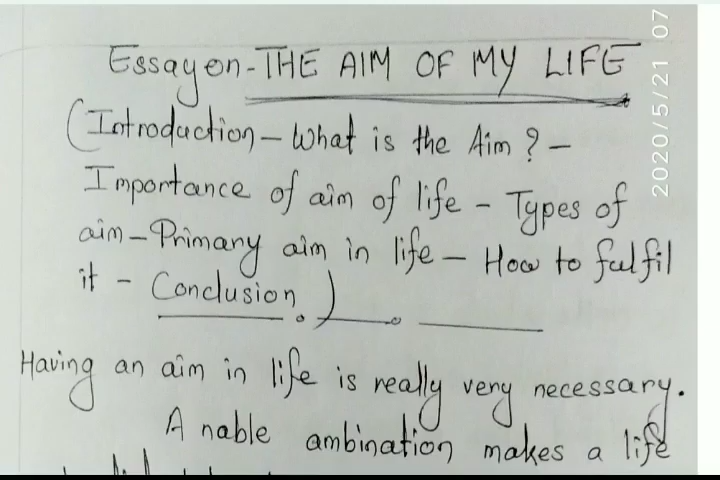 Essay on - THE AIM OF MY LIFE
(Introduction - What is the Aim ? -
Importance of aim of life - Types of
aim - Primary aim in life - How to fulfil
it - Conclusion.)
Having an aim in life is really very necessary.
A nable ambination makes a life
2020/5/21 07